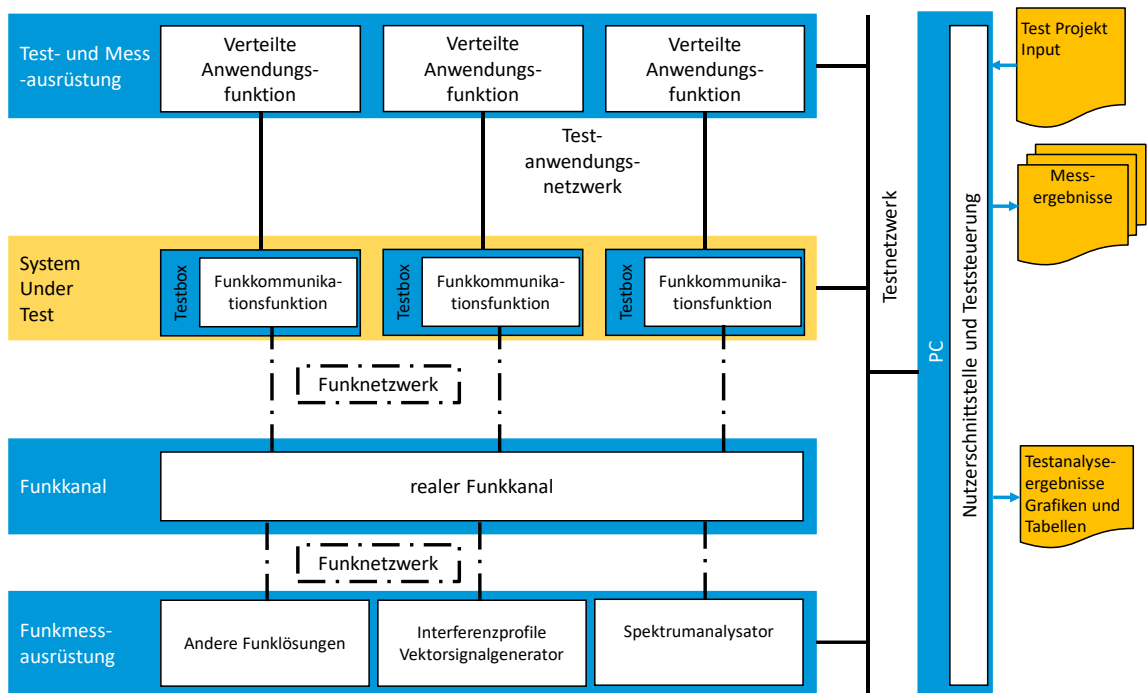 Test- und Mess
-ausrüstung
Verteilte
Anwendungs-
funktion
Verteilte
Anwendungs-
funktion
Verteilte
Anwendungs-
funktion
Test-
anwendungs-
netzwerk
System
Under
Test
Testbox
Funkkommunika-
tionsfunktion
Testbox
Funkkommunika-
tionsfunktion
Testbox
Funkkommunika-
tionsfunktion
Funknetzwerk
Funkkanal
realer Funkkanal
Funknetzwerk
Funkmess-
ausrüstung
Andere Funklösungen
Interferenzprofile
Vektorsignalgenerator
Spektrumanalysator
Testnetzwerk
PC
Nutzerschnittstelle und Testeuerung
Test Projekt
Input
Mess-
ergebnisse
Testanalyse-
ergebnisse
Grafiken und
Tabellen